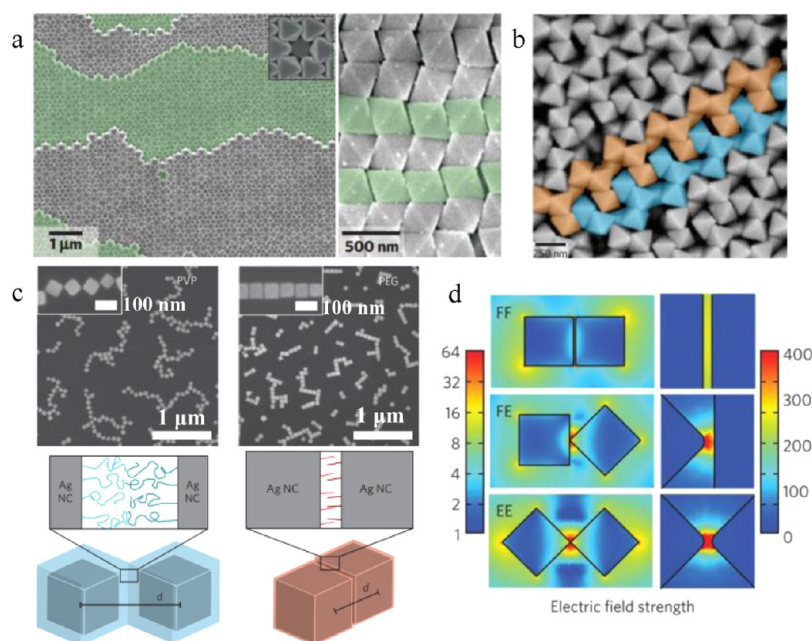 a
1 μm
500 nm
b
250 nm
c
PVP
100 nm
1 μm
PEG
100 nm
1 μm
Ag
NC
Ag
NC
d
Ag NC
Ag NC
d
d
64
32
16
8
4
2
1
FF
FE
EE
400
300
200
100
0
Electric field strength